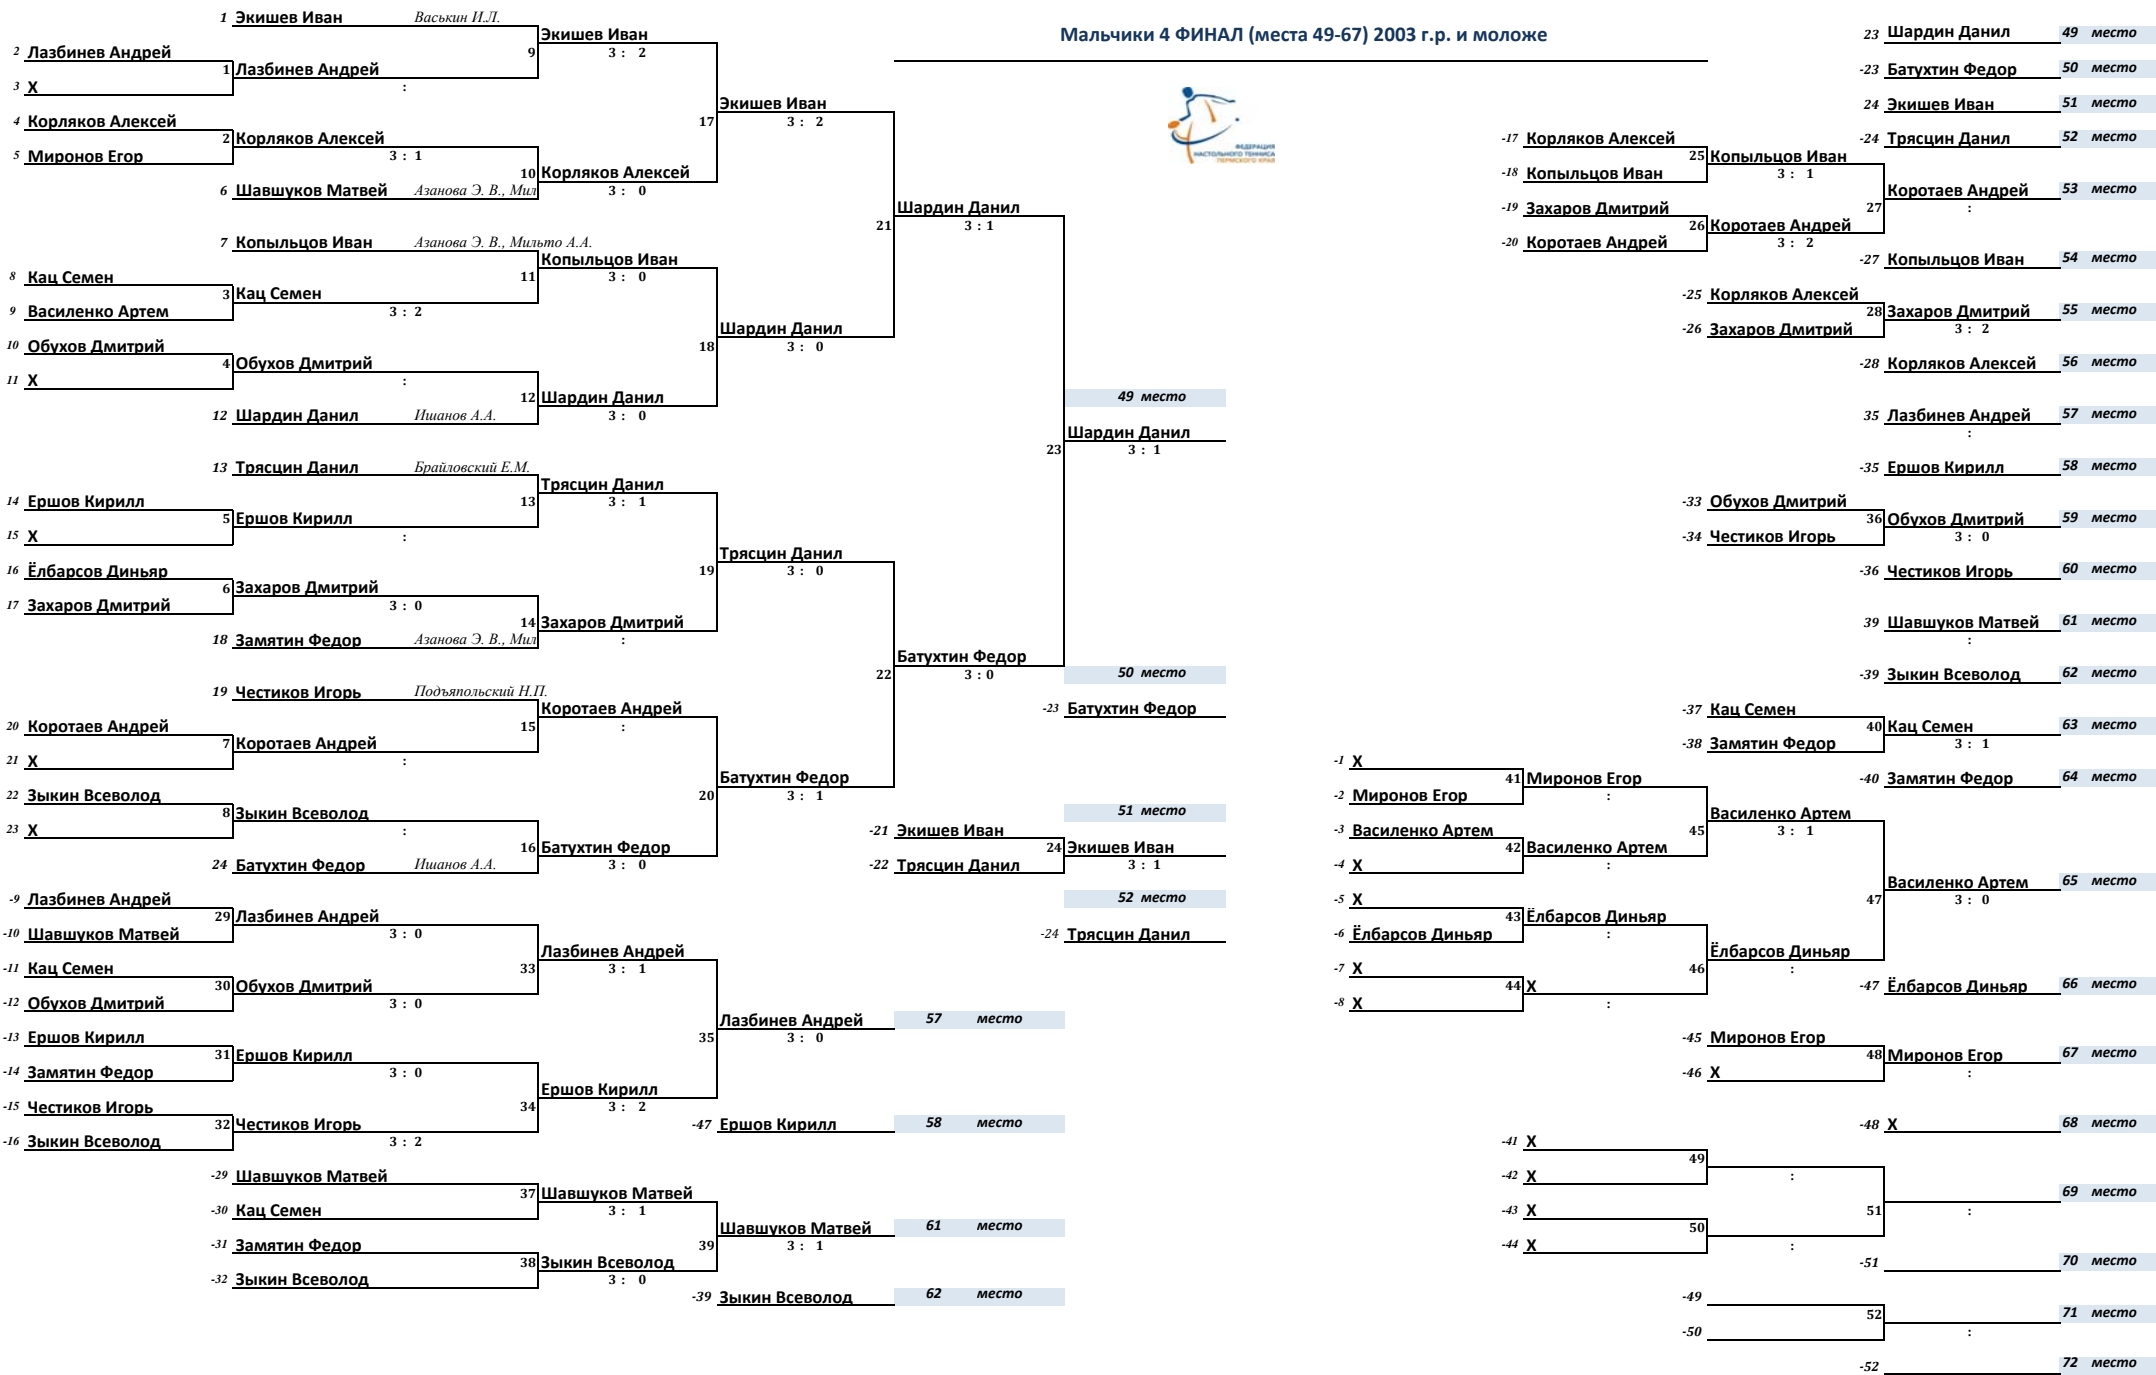 Мальчики 4 ФИНАЛ (места 49-67) 2003 г.р. и моложе
ФЕДЕРАЦИЯ
НАСТОЛЬНОГО ТЕННИСА
ПЕРМСКОГО КРАЯ
1 Экишев Иван Васькин И.Л.
Экишев Иван
2 Лазбинев Андрей 9 3 : 2
1 Лазбинев Андрей
3 X :
Экишев Иван
4 Корляков Алексей 17 3 : 2
2 Корляков Алексей
5 Миронов Егор 3 : 1
10 Корляков Алексей
6 Шавшуков Матвей Азанова Э. В., Мил 3 : 0
Шардин Данил
21 3 : 1
7 Копыльцов Иван Азанова Э. В., Мильто А.А.
Копыльцов Иван
8 Кац Семен 11 3 : 0
3 Кац Семен
9 Василенко Артем 3 : 2
Шардин Данил
10 Обухов Дмитрий 18 3 : 0
4 Обухов Дмитрий
11 X :
12 Шардин Данил
12 Шардин Данил Ишанов А.А. 3 : 0
49 место
Шардин Данил
23 3 : 1
13 Трясцин Данил Брайловский Е.М.
Трясцин Данил
14 Ершов Кирилл 13 3 : 1
5 Ершов Кирилл
15 X :
Трясцин Данил
16 Ёлбарсов Диньяр 19 3 : 0
6 Захаров Дмитрий
17 Захаров Дмитрий 3 : 0
14 Захаров Дмитрий
18 Замятин Федор Азанова Э. В., Мил :
Батухтин Федор
22 3 : 0
50 место
-23 Батухтин Федор
19 Честиков Игорь Подъяпольский Н.П.
Коротаев Андрей
20 Коротаев Андрей 15 :
7 Коротаев Андрей
21 X :
Батухтин Федор
22 Зыкин Всеволод 20 3 : 1
8 Зыкин Всеволод
23 X :
16 Батухтин Федор
24 Батухтин Федор Ишанов А.А. 3 : 0
51 место
-21 Экишев Иван
24 Экишев Иван
-22 Трясцин Данил 3 : 1
52 место
-24 Трясцин Данил
-9 Лазбинев Андрей
29 Лазбинев Андрей
-10 Шавшуков Матвей 3 : 0
Лазбинев Андрей
-11 Кац Семен 33 3 : 1
30 Обухов Дмитрий
-12 Обухов Дмитрий 3 : 0
Лазбинев Андрей 57 место
-13 Ершов Кирилл 35 3 : 0
31 Ершов Кирилл
-14 Замятин Федор 3 : 0
Ершов Кирилл
-15 Честиков Игорь 34 3 : 2
32 Честиков Игорь
-16 Зыкин Всеволод 3 : 2
-47 Ершов Кирилл 58 место
-29 Шавшуков Матвей
37 Шавшуков Матвей
-30 Кац Семен 3 : 1
Шавшуков Матвей 61 место
-31 Замятин Федор 39 3 : 1
38 Зыкин Всеволод
-32 Зыкин Всеволод 3 : 0
-39 Зыкин Всеволод 62 место
23 Шардин Данил 49 место
-23 Батухтин Федор 50 место
24 Экишев Иван 51 место
-24 Трясцин Данил 52 место
-17 Корляков Алексей
25 Копыльцов Иван
-18 Копыльцов Иван 3 : 1
Коротаев Андрей 53 место
-19 Захаров Дмитрий 27 :
26 Коротаев Андрей
-20 Коротаев Андрей 3 : 2
-27 Копыльцов Иван 54 место
-25 Корляков Алексей
28 Захаров Дмитрий 55 место
-26 Захаров Дмитрий 3 : 2
-28 Корляков Алексей 56 место
35 Лазбинев Андрей 57 место
:
-35 Ершов Кирилл 58 место
-33 Обухов Дмитрий
36 Обухов Дмитрий 59 место
-34 Честиков Игорь 3 : 0
-36 Честиков Игорь 60 место
39 Шавшуков Матвей 61 место
:
-39 Зыкин Всеволод 62 место
-37 Кац Семен
40 Кац Семен 63 место
-38 Замятин Федор 3 : 1
-40 Замятин Федор 64 место
-1 X
41 Миронов Егор
-2 Миронов Егор :
Василенко Артем
-3 Василенко Артем 45 3 : 1
42 Василенко Артем
-4 X :
Василенко Артем 65 место
47 3 : 0
-5 X
43 Ёлбарсов Диньяр
-6 Ёлбарсов Диньяр :
Ёлбарсов Диньяр
-7 X 46 :
44 X
-8 X :
-47 Ёлбарсов Диньяр 66 место
-45 Миронов Егор
48 Миронов Егор 67 место
-46 X :
-48 X 68 место
-41 X
49
-42 X :
69 место
-43 X 51 :
50
-44 X :
-51 70 место
-49
52 71 место
-50 :
-52 72 место